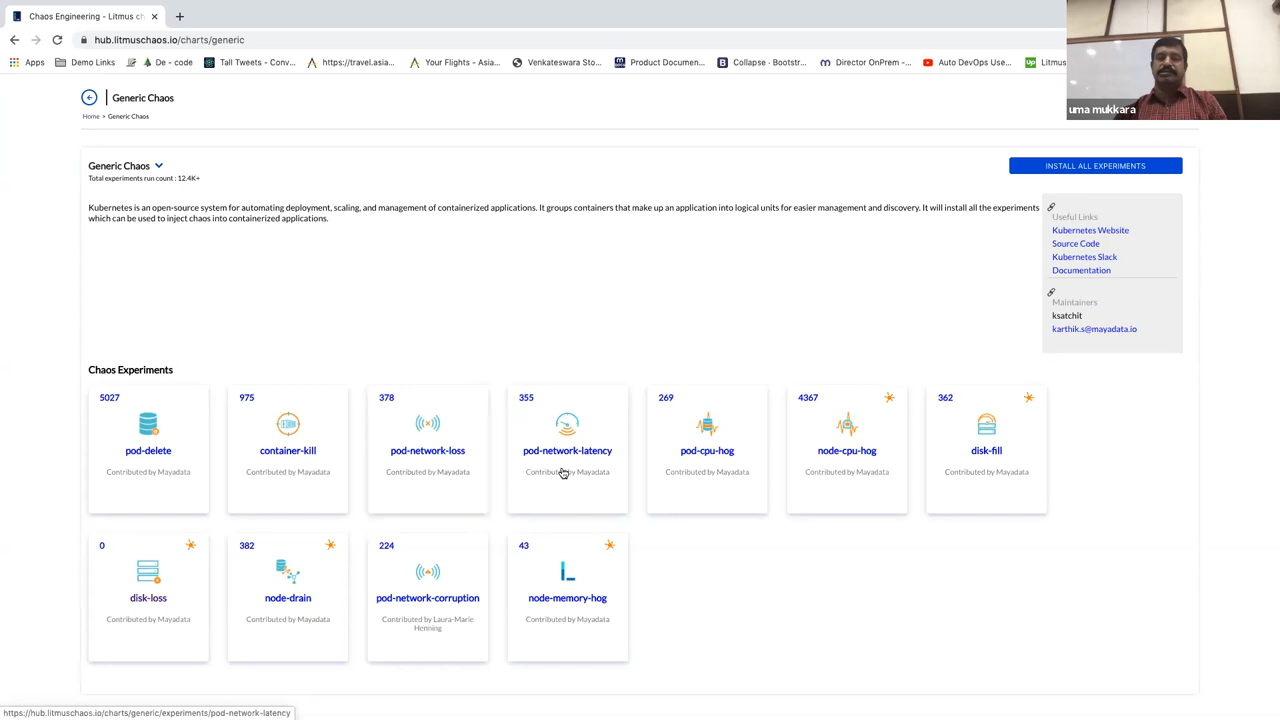 Chaos Engineering - Litmus ch
hub.litmuschaos.io/charts/generic
Apps
Demo Links
De - code
Tall Tweets - Conv...
https://travel.asia...
Your Flights - Asia...
Venkateswara Sto...
Product Documen...
Collapse · Bootstr...
Director OnPrem -...
Auto DevOps Use...
Litmus
uma mukkara
Generic Chaos
Home > Generic Chaos
Generic Chaos
Total experiments run count : 12.4K+
INSTALL ALL EXPERIMENTS
Kubernetes is an open-source system for automating deployment, scaling, and management of containerized applications. It groups containers that make up an application into logical units for easier management and discovery. It will install all the experiments
which can be used to inject chaos into containerized applications.
Useful Links
Kubernetes Website
Source Code
Kubernetes Slack
Documentation
Maintainers
ksatchit
karthik.s@mayadata.io
Chaos Experiments
5027
pod-delete
Contributed by Mayadata
975
container-kill
Contributed by Mayadata
378
pod-network-loss
Contributed by Mayadata
355
pod-network-latency
Contributed by Mayadata
269
pod-cpu-hog
Contributed by Mayadata
4367
node-cpu-hog
Contributed by Mayadata
362
disk-fill
Contributed by Mayadata
0
disk-loss
Contributed by Mayadata
382
node-drain
Contributed by Mayadata
224
pod-network-corruption
Contributed by Laura-Marie
Henning
43
node-memory-hog
Contributed by Mayadata
https://hub.litmuschaos.io/charts/generic/experiments/pod-network-latency